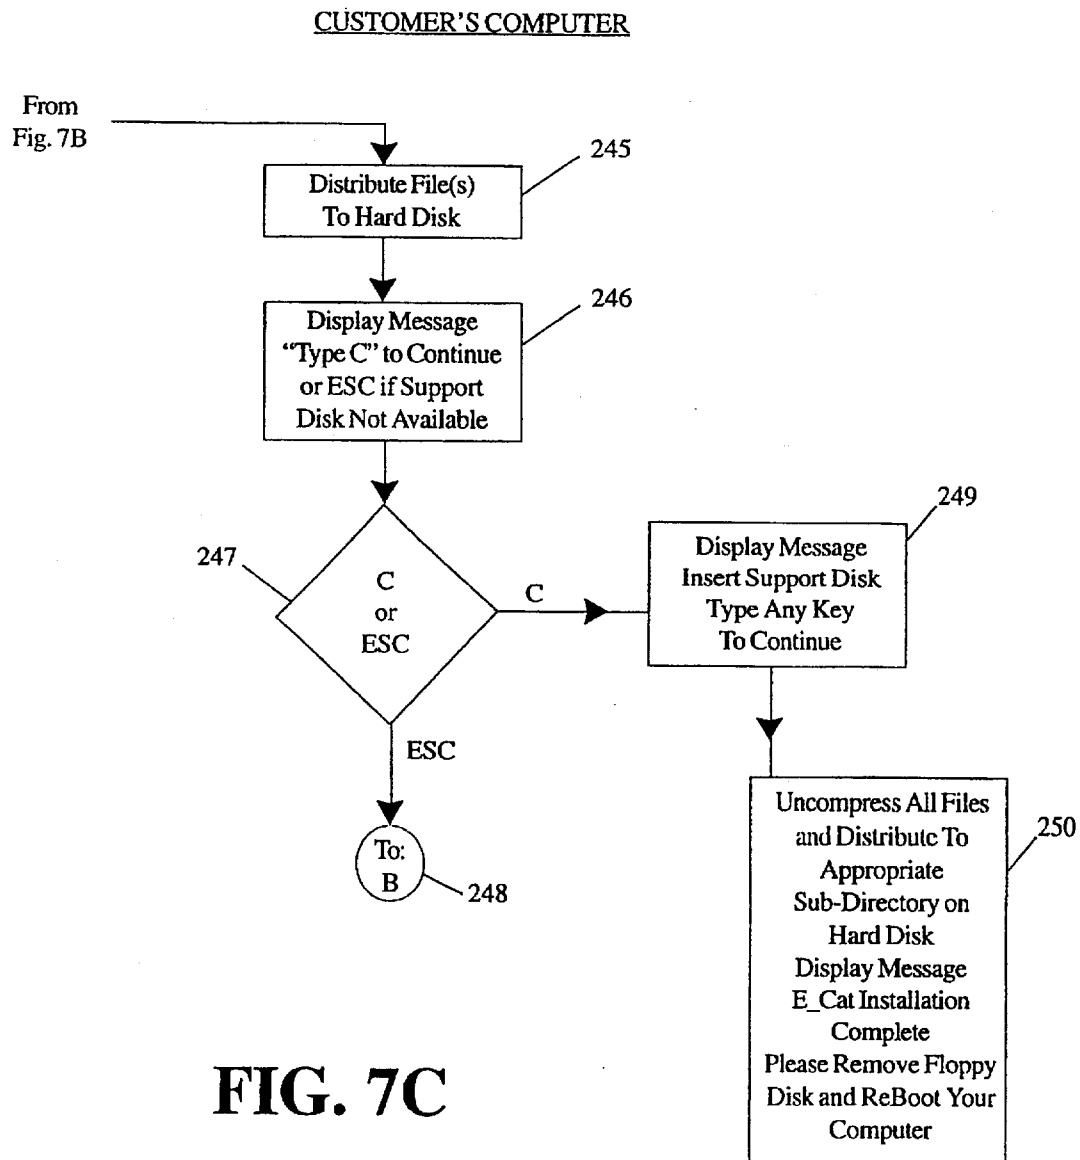 CUSTOMER'S COMPUTER
From
Fig. 7B
245
Distribute File(s)
To Hard Disk
246
Display Message
“Type C” to Continue
or ESC if Support
Disk Not Available
247
C
or
ESC
C
249
Display Message
Insert Support Disk
Type Any Key
To Continue
ESC
To:
B
248
250
Uncompress All Files
and Distribute To
Appropriate
Sub-Directory on
Hard Disk
Display Message
E_Cat Installation
Complete
Please Remove Floppy
Disk and ReBoot Your
Computer
FIG. 7C